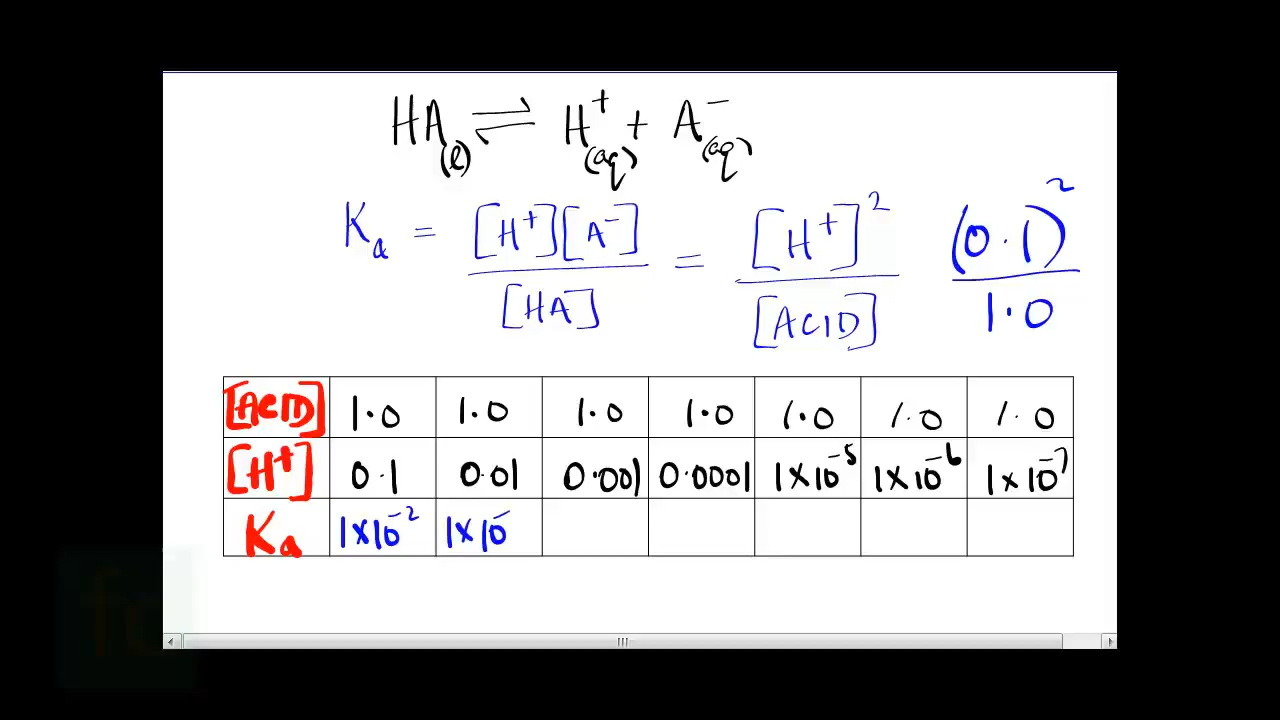 HA(l) ⇌ H⁺(aq) + A⁻(aq)
Ka = [H⁺][A⁻] / [HA] = [H⁺]² / [ACID] (0.1)² / 1.0
[ACID] 1.0 1.0 1.0 1.0 1.0 1.0 1.0
[H⁺] 0.1 0.01 0.001 0.0001 1×10⁻⁵ 1×10⁻⁶ 1×10⁻⁷
Ka 1×10⁻² 1×10⁻